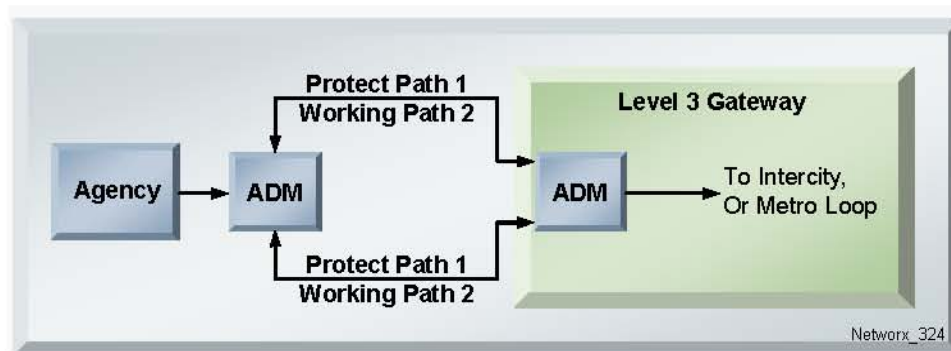 Protect Path 1
Working Path 2
Level 3 Gateway
Agency
ADM
ADM
To Intercity,
Or Metro Loop
Protect Path 1
Working Path 2
Networx_324